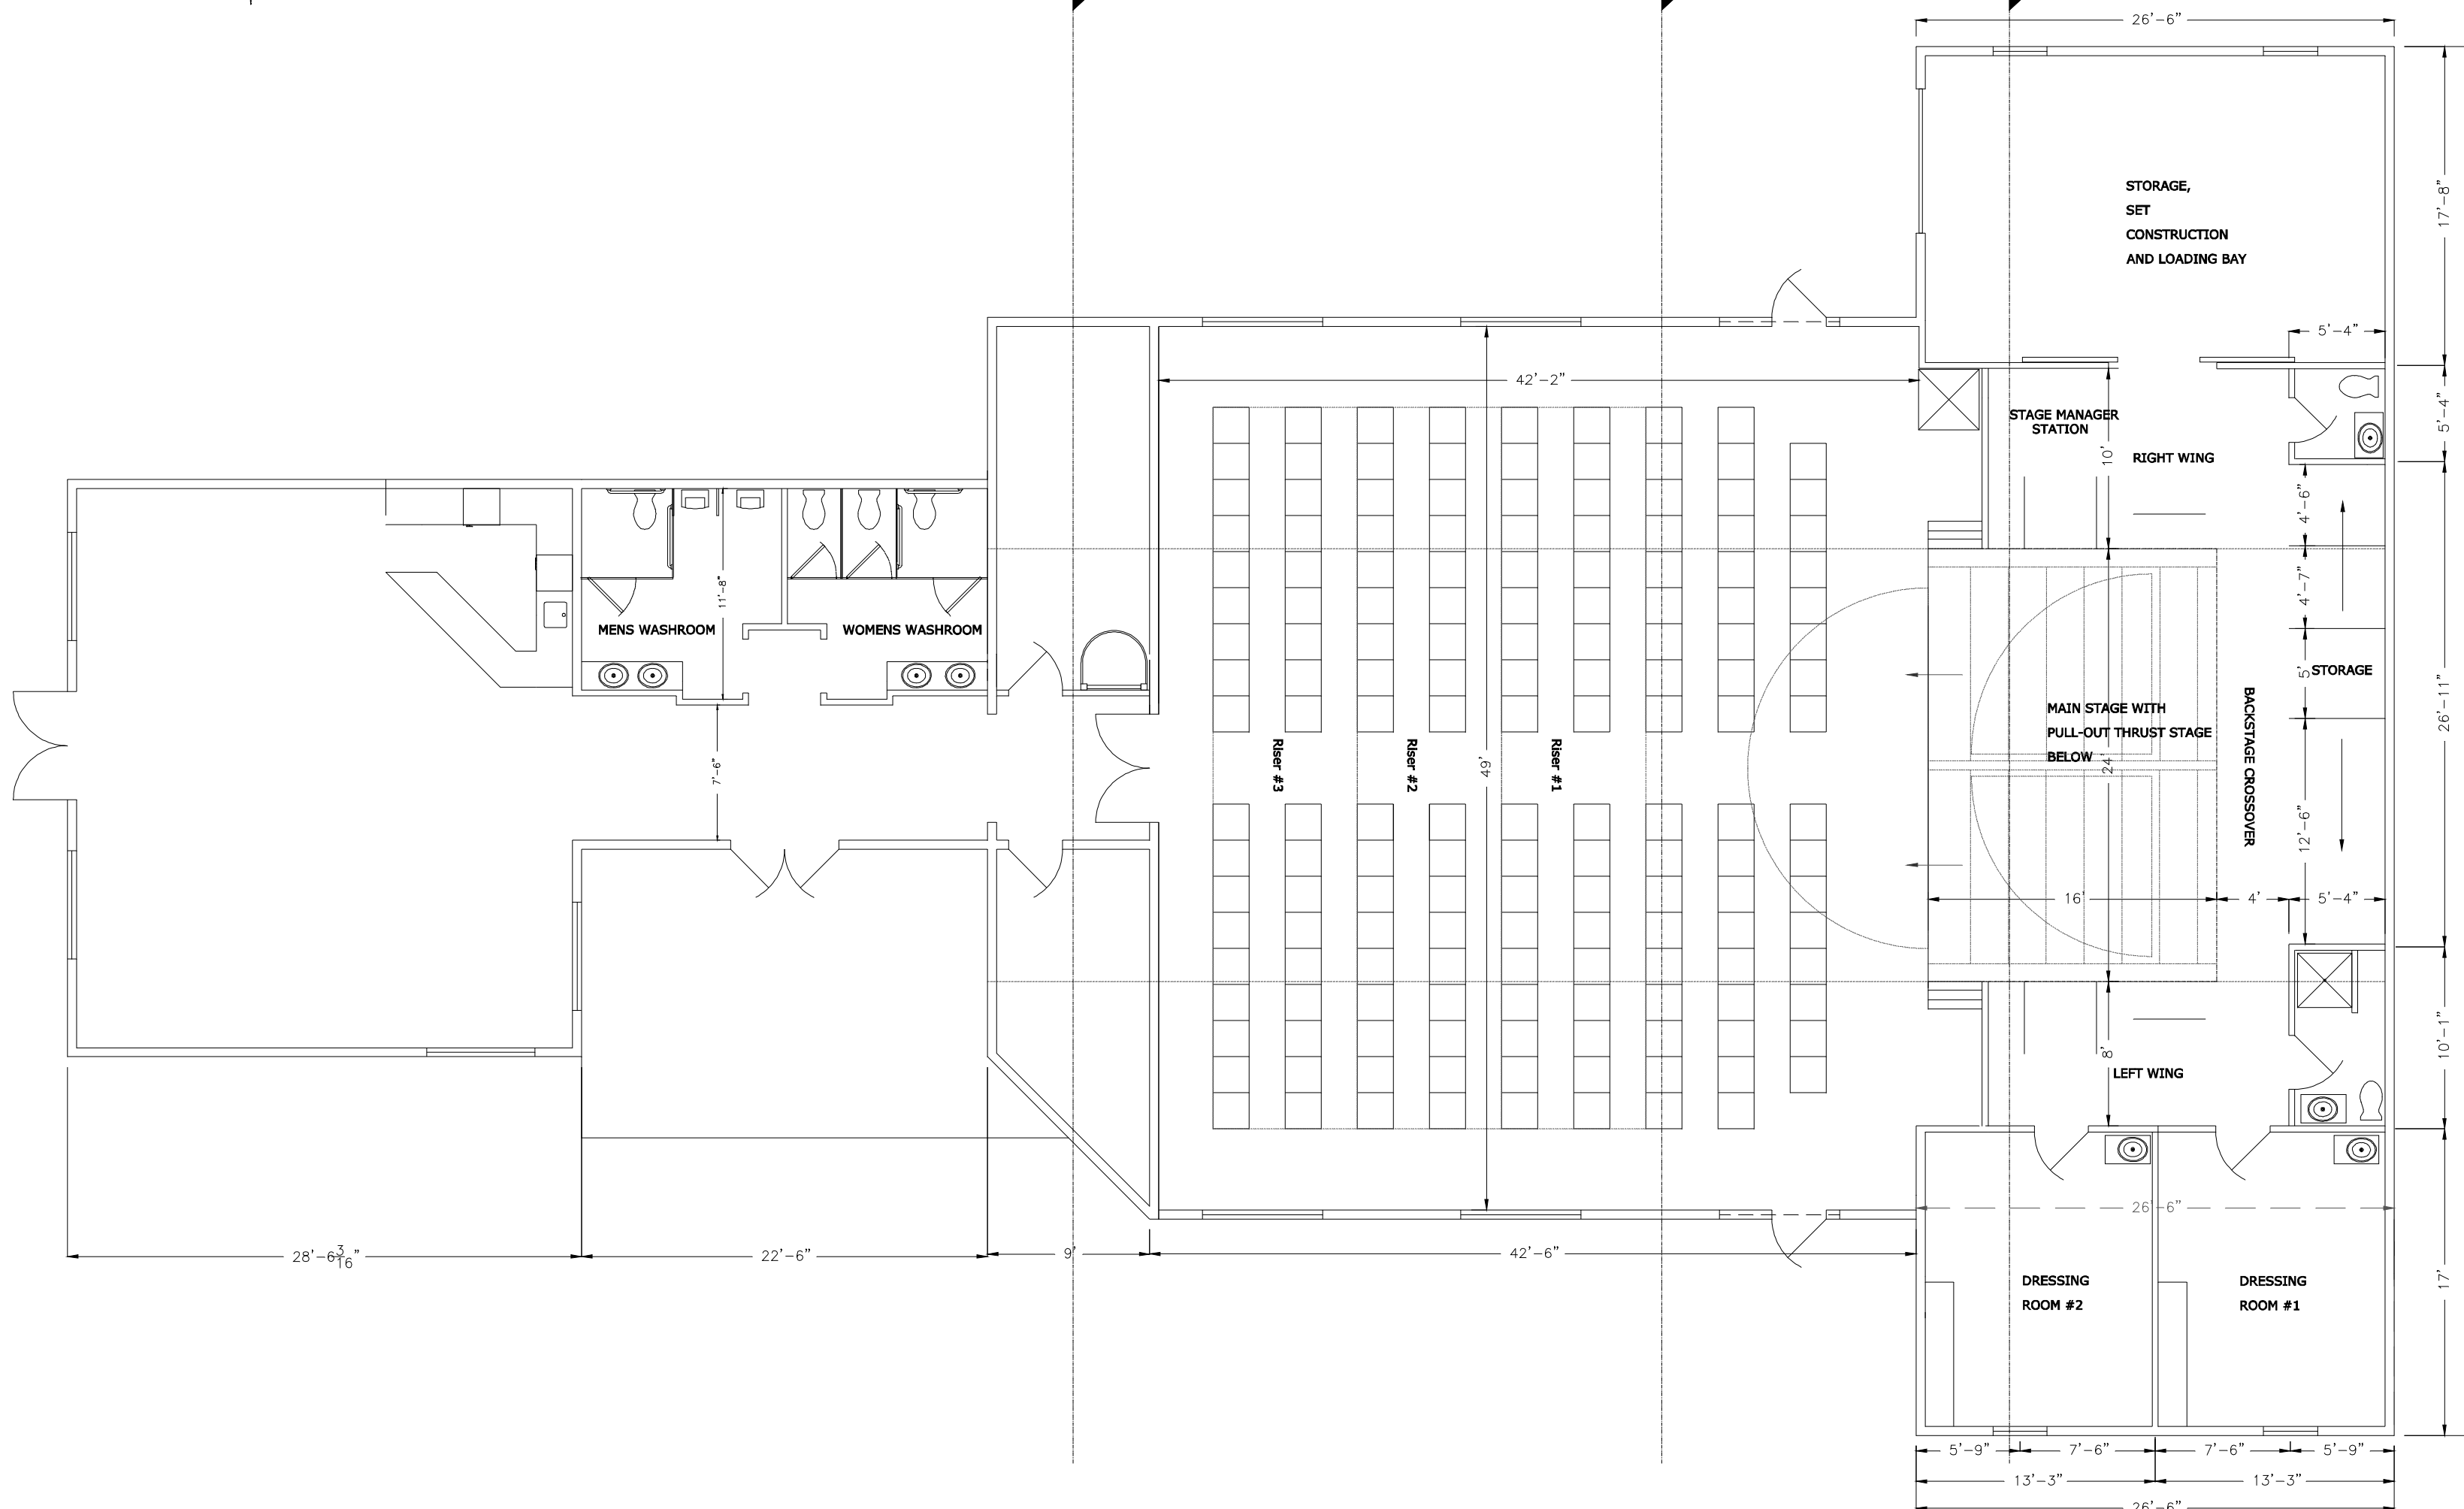 26'-6"
17'-8"
STORAGE,
SET
CONSTRUCTION
AND LOADING BAY
5'-4"
42'-2"
5'-4"
STAGE MANAGER
STATION
10'
RIGHT WING
4'-6"
11'-8"
4'-7"
MENS WASHROOM
WOMENS WASHROOM
5'
STORAGE
26'-11"
MAIN STAGE WITH
PULL-OUT THRUST STAGE
BELOW
24'
BACKSTAGE CROSSOVER
7'-6"
Riser #3
Riser #2
49'
Riser #1
12'-6"
16'
4'
5'-4"
10'-1"
8'
LEFT WING
26'-6"
28'-6 3/16"
22'-6"
9'
42'-6"
17'
DRESSING
ROOM #2
DRESSING
ROOM #1
5'-9"
7'-6"
7'-6"
5'-9"
13'-3"
13'-3"
26'-6"